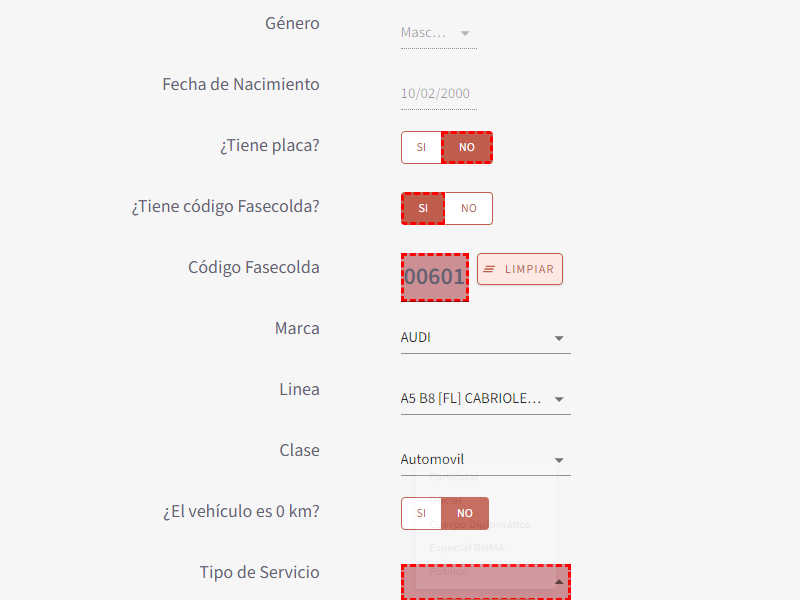 Género
Masc...
Fecha de Nacimiento
10/02/2000
¿Tiene placa?
SI NO
¿Tiene código Fasecolda?
SI NO
Código Fasecolda
00601
LIMPIAR
Marca
AUDI
Linea
A5 B8 [FL] CABRIOLE...
Clase
Automovil
Particular
¿El vehículo es 0 km?
SI NO
Cuerpo Diplomático
Especial RNMA
Tipo de Servicio
Público